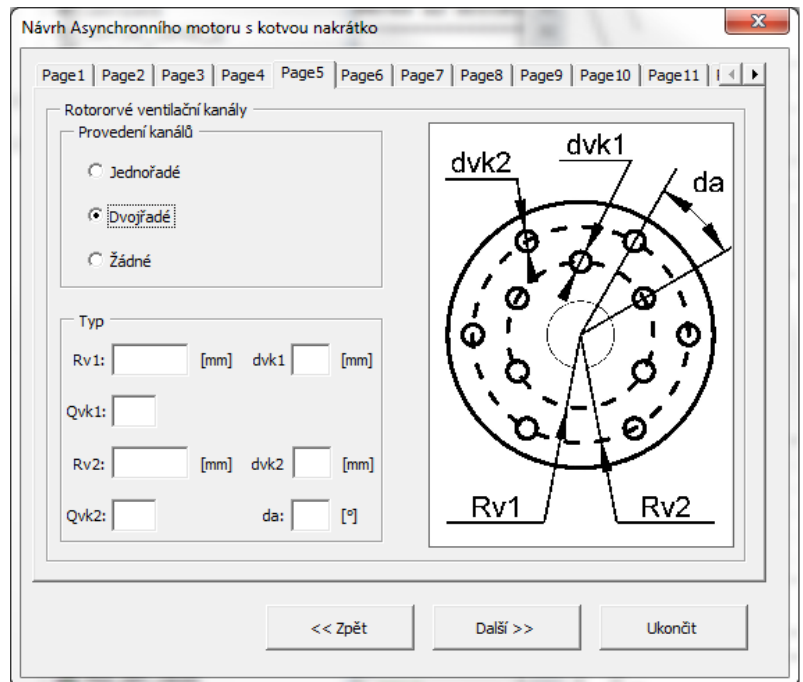 Návrh Asynchronního motoru s kotvou nakrátko
Page1 Page2 Page3 Page4 Page5 Page6 Page7 Page8 Page9 Page10 Page11
Rotororvé ventilační kanály
Provedení kanálů
Jednořadé
Dvojřadé
Žádné
Typ
Rv1: [mm] dvk1 [mm]
Qvk1:
Rv2: [mm] dvk2 [mm]
Qvk2: da: [º]
dvk1
dvk2
da
Rv1 Rv2
<< Zpět Další >> Ukončit